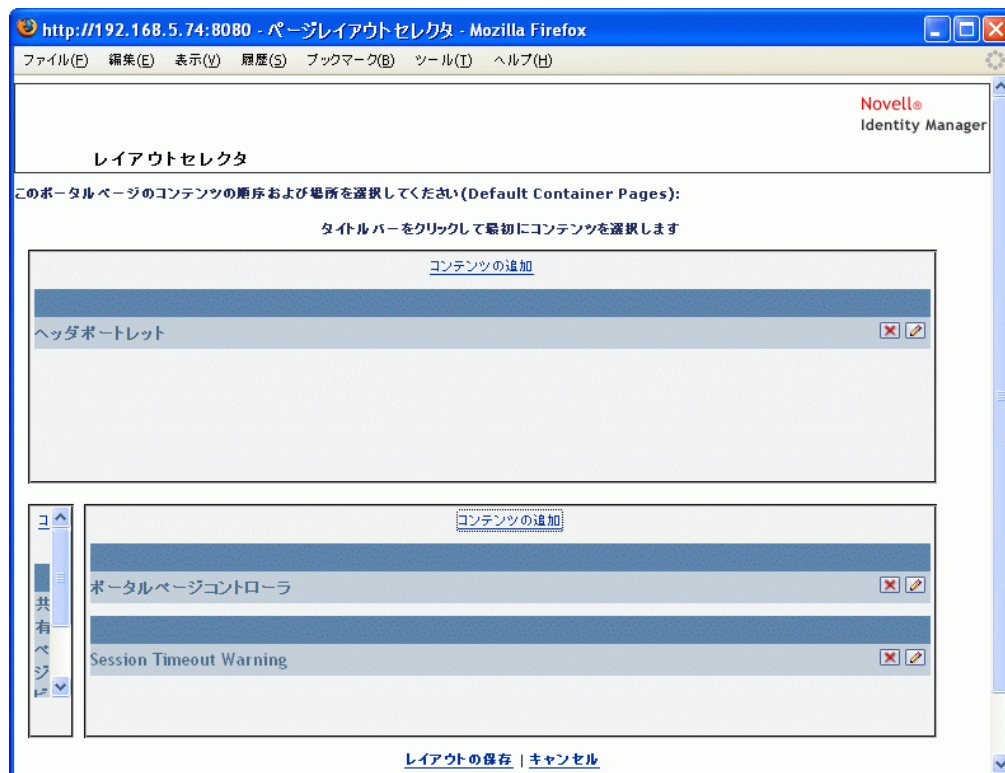 http://192.168.5.74:8080 - ページレイアウトセレクタ - Mozilla Firefox
ファイル(F) 編集(E) 表示(V) 履歴(S) ブックマーク(B) ツール(T) ヘルプ(H)
Novell®
Identity Manager
レイアウトセレクタ
このポータルページのコンテンツの順序および場所を選択してください(Default Container Pages):
タイトルバーをクリックして最初にコンテンツを選択します
コンテンツの追加
ヘッダポートレット
コ
共
有
ペ
ジ
コンテンツの追加
ポータルページコントローラ
Session Timeout Warning
レイアウトの保存 | キャンセル